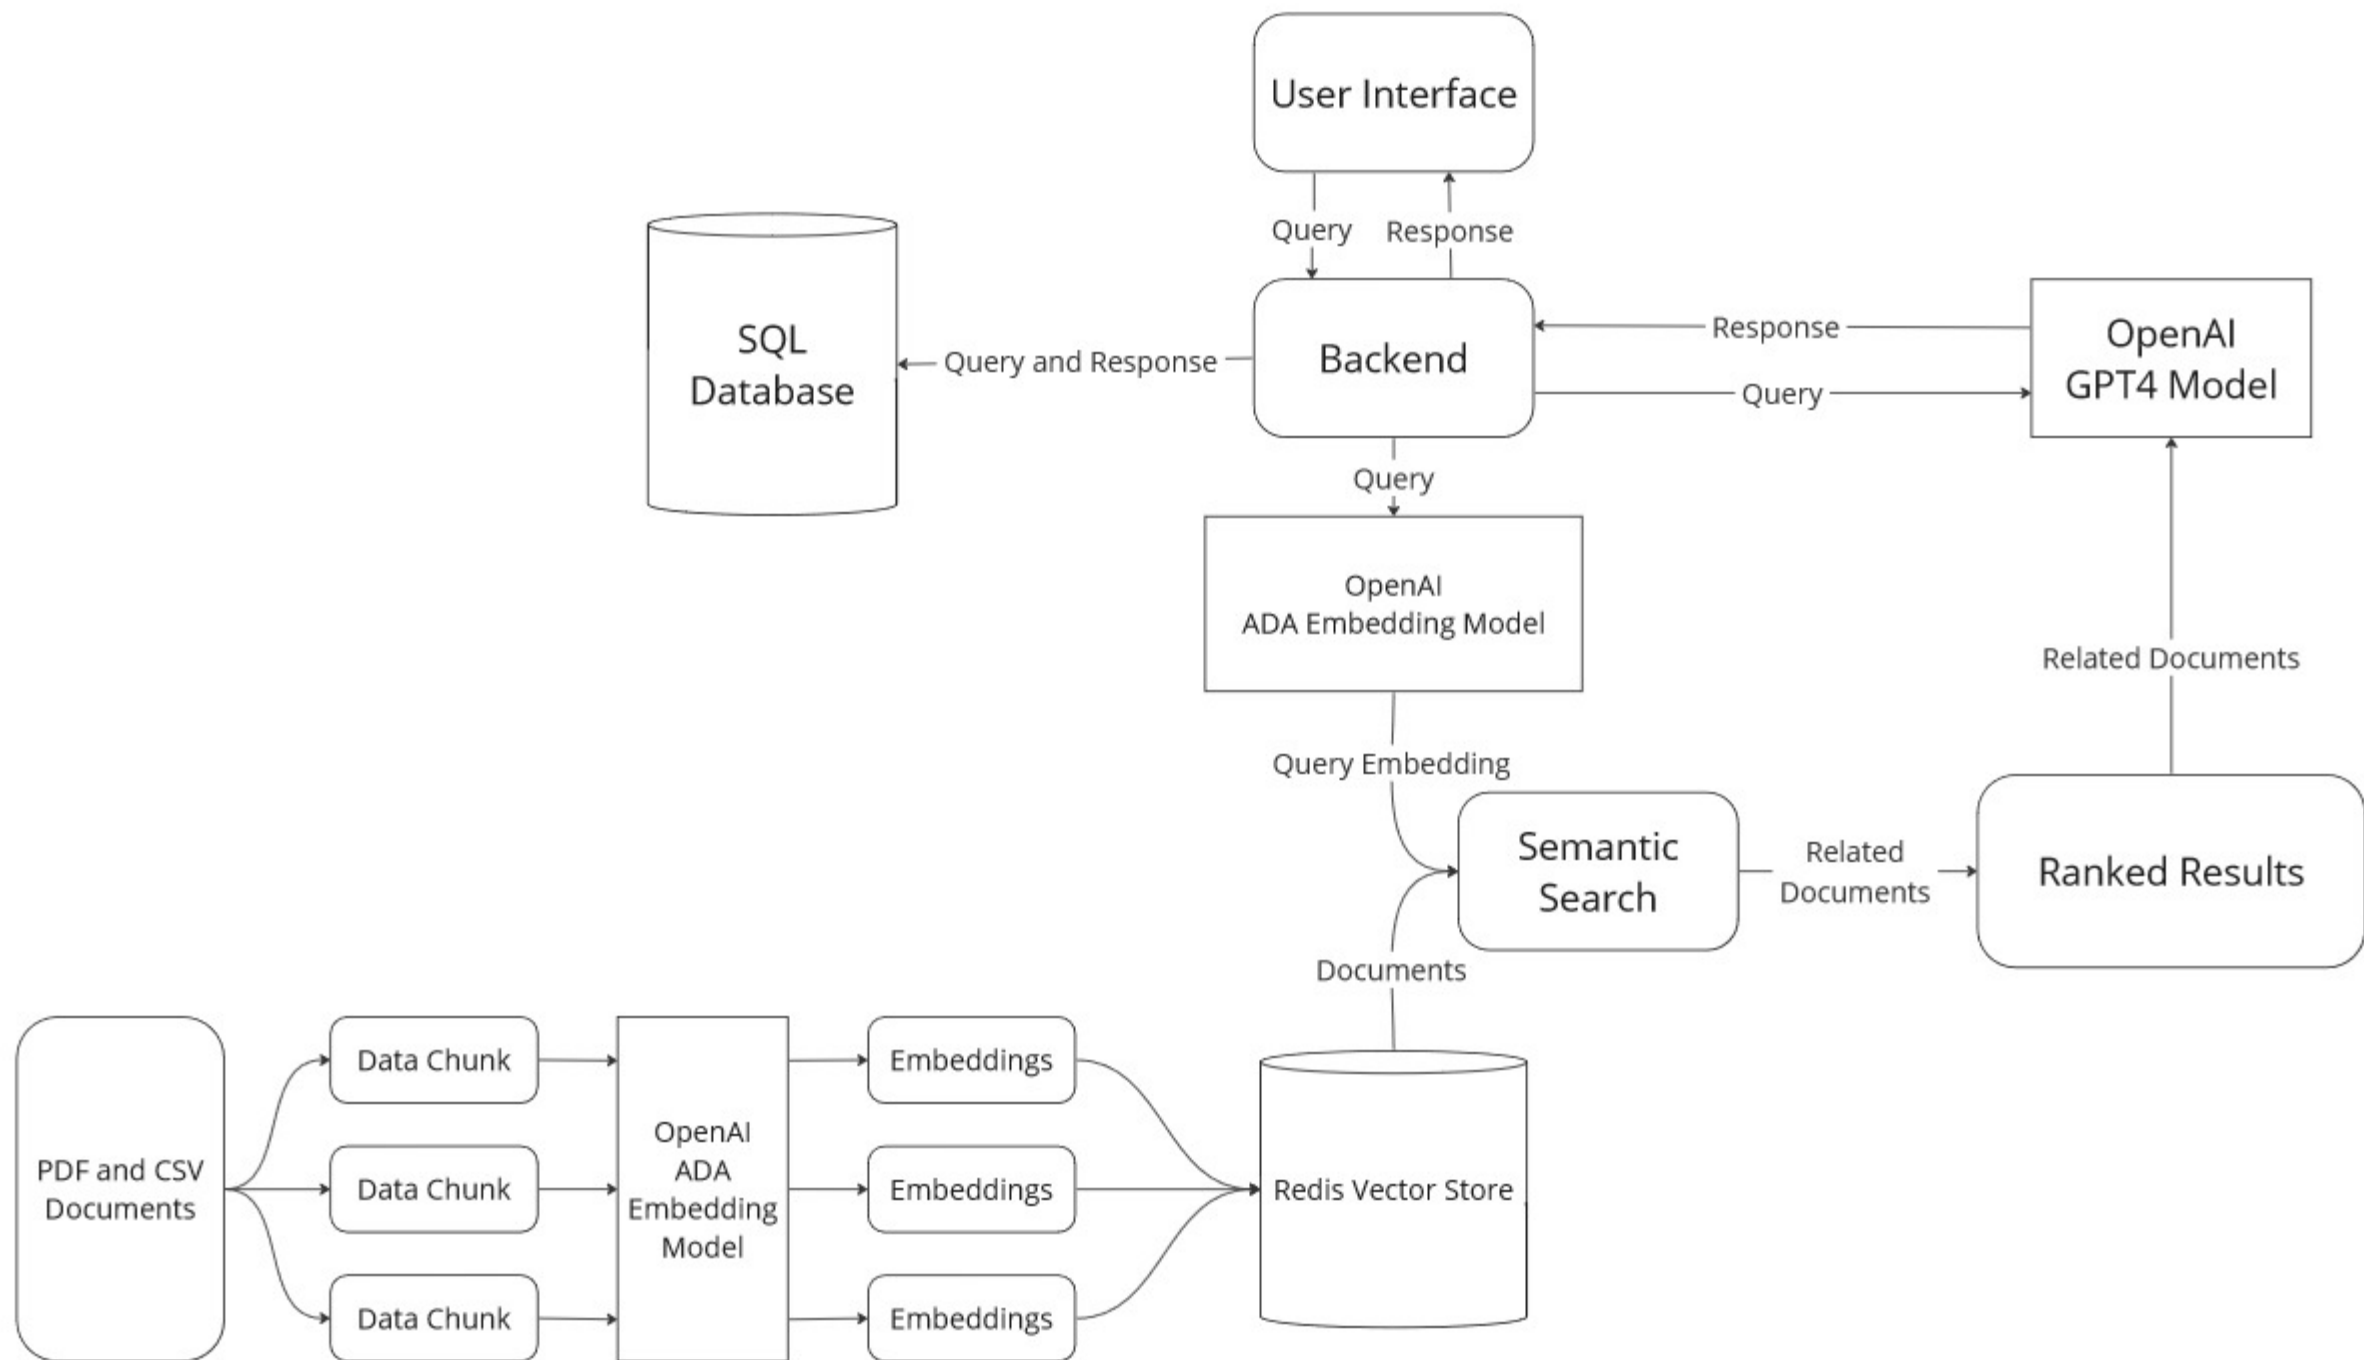 User Interface
Query
Response
SQL
Database
Query and Response
Backend
Response
Query
OpenAI
GPT4 Model
Query
OpenAI
ADA Embedding Model
Related Documents
Query Embedding
Semantic
Search
Related
Documents
Ranked Results
Documents
PDF and CSV
Documents
Data Chunk
Data Chunk
Data Chunk
OpenAI
ADA
Embedding
Model
Embeddings
Embeddings
Embeddings
Redis Vector Store